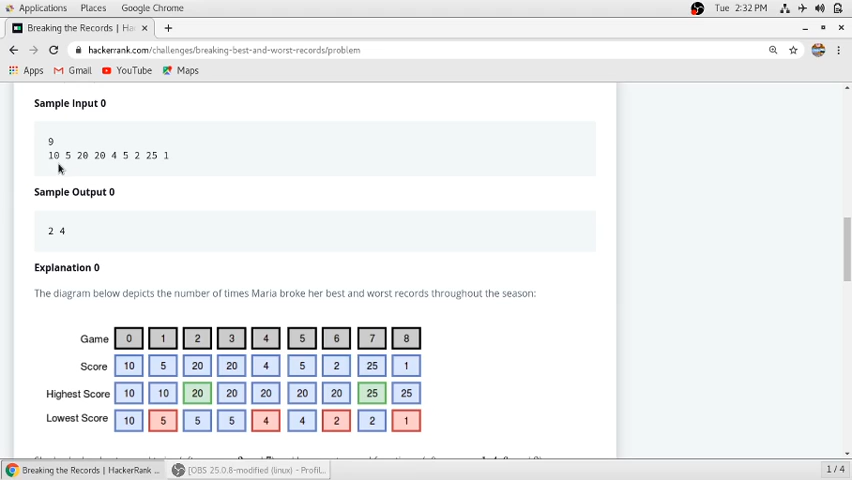 Applications Places Google Chrome Tue 2:32 PM
Breaking the Records | Ha
hackerrank.com/challenges/breaking-best-and-worst-records/problem
Apps Gmail YouTube Maps
Sample Input 0
9
10 5 20 20 4 5 2 25 1
Sample Output 0
2 4
Explanation 0
The diagram below depicts the number of times Maria broke her best and worst records throughout the season:
Game 0 1 2 3 4 5 6 7 8
Score 10 5 20 20 4 5 2 25 1
Highest Score 10 10 20 20 20 20 20 25 25
Lowest Score 10 5 5 5 4 4 2 2 1
Breaking the Records | HackerRank ... [OBS 25.0.8-modified (linux) - Profil... 1 / 4